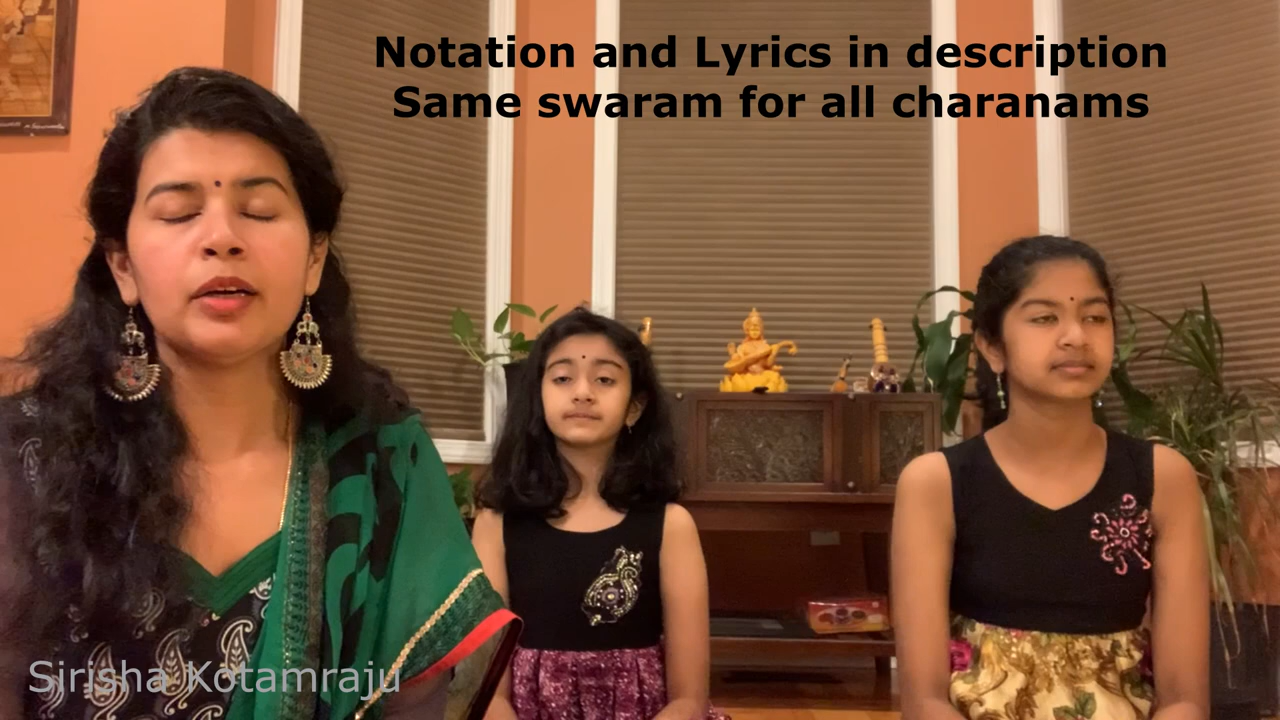 Notation and Lyrics in description
Same swaram for all charanams
Sirisha Kotamraju